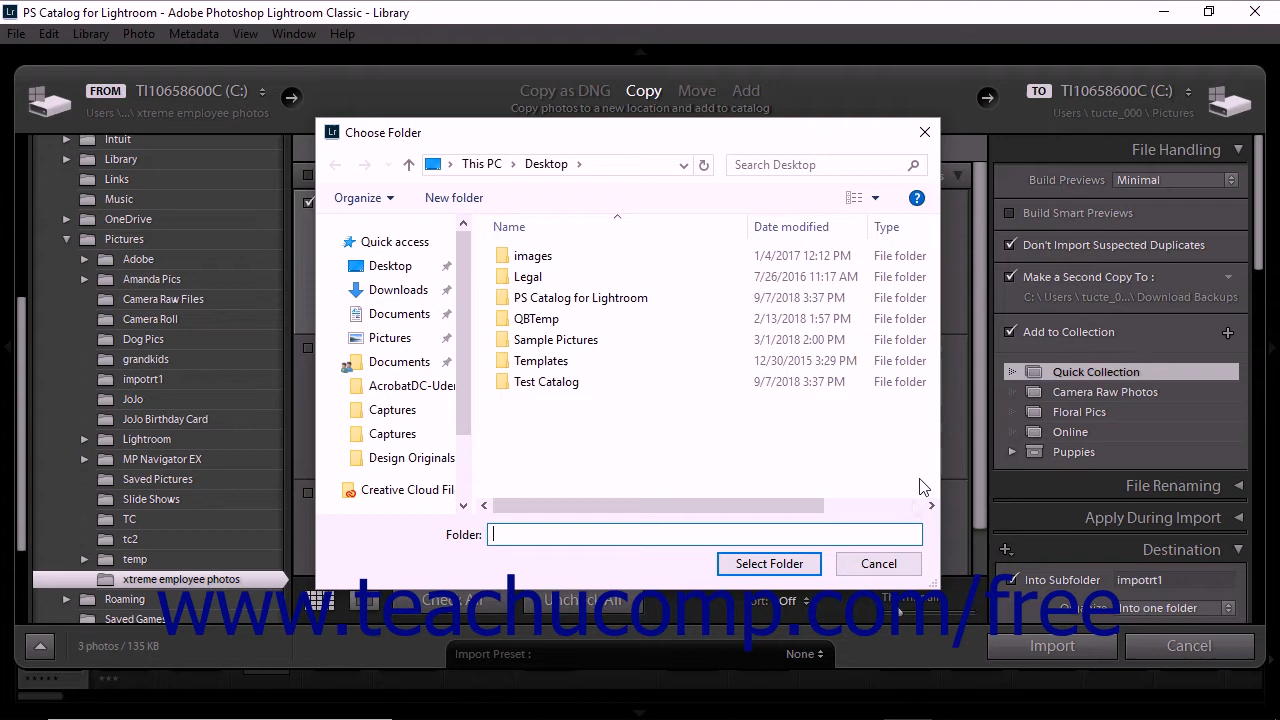 PS Catalog for Lightroom - Adobe Photoshop Lightroom Classic - Library
File Edit Library Photo Metadata View Window Help
FROM TI10658600C (C:)
Users \...\ xtreme employee photos
Copy as DNG Copy Move Add
Copy photos to a new location and add to catalog
TO TI10658600C (C:)
Users \ tucte_000 \ Pictures
Intuit
Library
Links
Music
OneDrive
Pictures
Adobe
Amanda Pics
Camera Raw Files
Camera Roll
Dog Pics
grandkids
impotrt1
JoJo
JoJo Birthday Card
Lightroom
MP Navigator EX
Saved Pictures
Slide Shows
TC
tc2
temp
xtreme employee photos
Roaming
Saved Games
Choose Folder
This PC > Desktop >
Search Desktop
Organize New folder
Quick access
Desktop
Downloads
Documents
Pictures
Documents
AcrobatDC-Uder
Captures
Captures
Design Originals
Creative Cloud Fil
Name Date modified Type
images 1/4/2017 12:12 PM File folder
Legal 7/26/2016 11:17 AM File folder
PS Catalog for Lightroom 9/7/2018 3:37 PM File folder
QBTemp 2/13/2018 1:57 PM File folder
Sample Pictures 3/1/2018 2:00 PM File folder
Templates 12/30/2015 3:29 PM File folder
Test Catalog 9/7/2018 3:37 PM File folder
Folder:
Select Folder Cancel
File Handling
Build Previews Minimal
Build Smart Previews
Don't Import Suspected Duplicates
Make a Second Copy To :
C: \ Users \ tucte_0...\ Download Backups
Add to Collection
Quick Collection
Camera Raw Photos
Floral Pics
Online
Puppies
File Renaming
Apply During Import
Destination
Into Subfolder impotrt1
Organize Into one folder
Check All Uncheck All Sort: Off Thumbnails
www.teachucomp.com/free
3 photos / 135 KB
Import Preset : None
Import Cancel